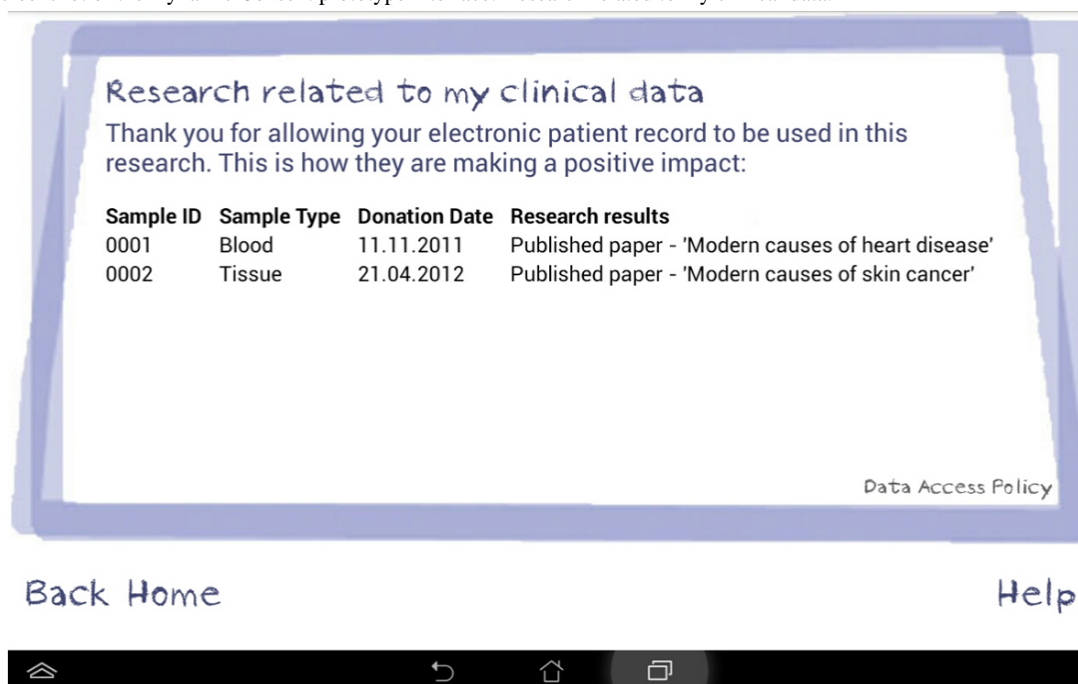 Research related to my clinical data
Thank you for allowing your electronic patient record to be used in this
research. This is how they are making a positive impact:
Sample ID Sample Type Donation Date Research results
0001 Blood 11.11.2011 Published paper - 'Modern causes of heart disease'
0002 Tissue 21.04.2012 Published paper - 'Modern causes of skin cancer'
Data Access Policy
Back Home Help